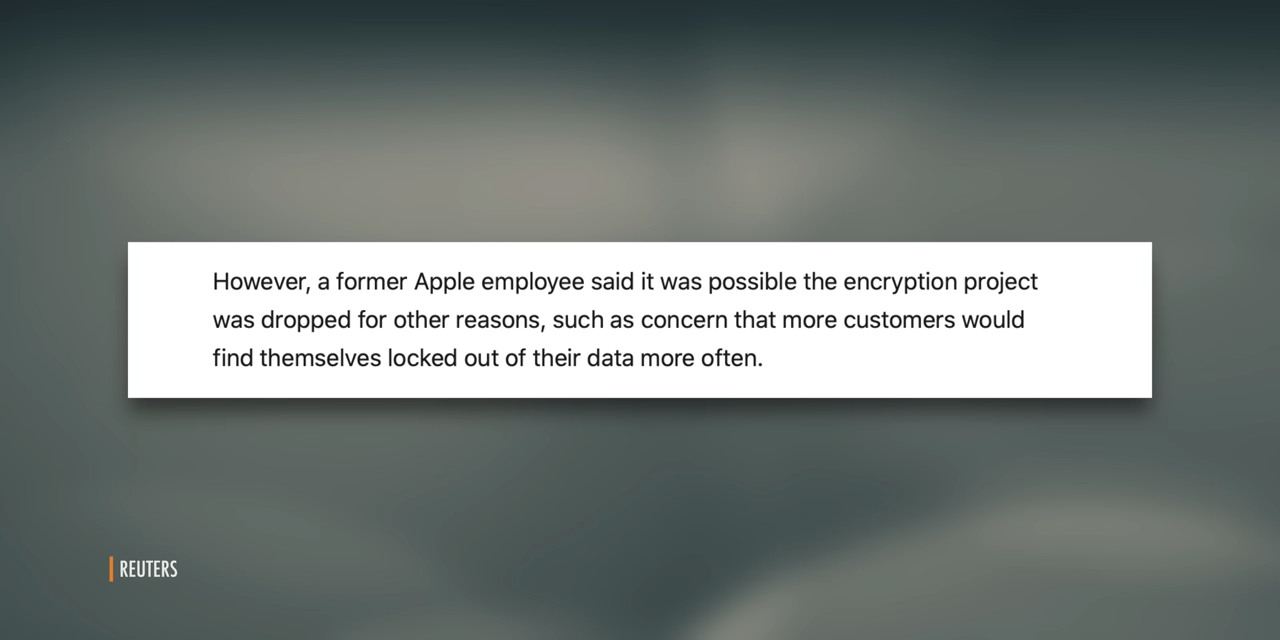 However, a former Apple employee said it was possible the encryption project
was dropped for other reasons, such as concern that more customers would
find themselves locked out of their data more often.
REUTERS